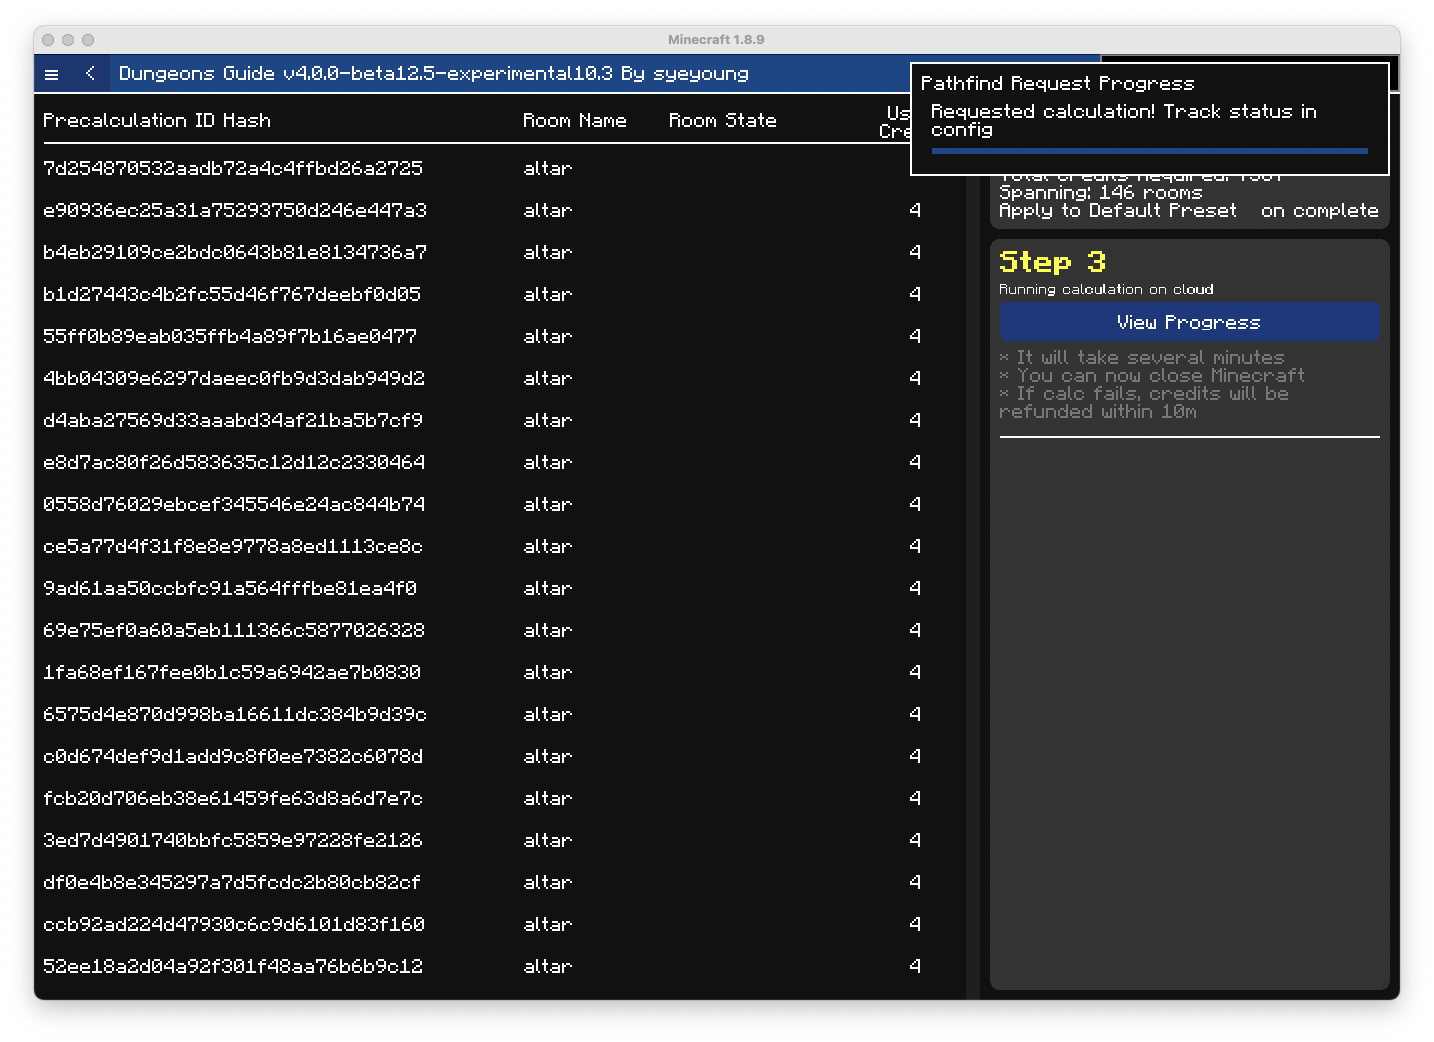 Minecraft 1.8.9
Dungeons Guide v4.0.0-beta12.5-experimental10.3 By syeyoung
Pathfind Request Progress
Requested calculation! Track status in
config
Precalculation ID Hash Room Name Room State
7d254870532aadb72a4c4ffbd26a2725 altar
e90936ec25a31a75293750d246e447a3 altar 4
b4eb29109ce2bdc0643b81e8134736a7 altar 4
b1d27443c4b2fc55d46f767deebf0d05 altar 4
55ff0b89eab035ffb4a89f7b16ae0477 altar 4
4bb04309e6297daeec0fb9d3dab949d2 altar 4
d4aba27569d33aaabd34af21ba5b7cf9 altar 4
e8d7ac80f26d583635c12d12c2330464 altar 4
0558d76029ebcef345546e24ac844b74 altar 4
ce5a77d4f31f8e8e9778a8ed1113ce8c altar 4
9ad61aa50ccbfc91a564fffbe81ea4f0 altar 4
69e75ef0a60a5eb111366c5877026328 altar 4
1fa68ef167fee0b1c59a6942ae7b0830 altar 4
6575d4e870d998ba16611dc384b9d39c altar 4
c0d674def9d1add9c8f0ee7382c6078d altar 4
fcb20d706eb38e61459fe63d8a6d7e7c altar 4
3ed7d4901740bbfc5859e97228fe2126 altar 4
df0e4b8e345297a7d5fcdc2b80cb82cf altar 4
ccb92ad224d47930c6c9d6101d83f160 altar 4
52ee18a2d04a92f301f48aa76b6b9c12 altar 4
Total credits required:
Spanning: 146 rooms
Apply to Default Preset on complete
Step 3
Running calculation on cloud
View Progress
* It will take several minutes
* You can now close Minecraft
* If calc fails, credits will be
refunded within 10m